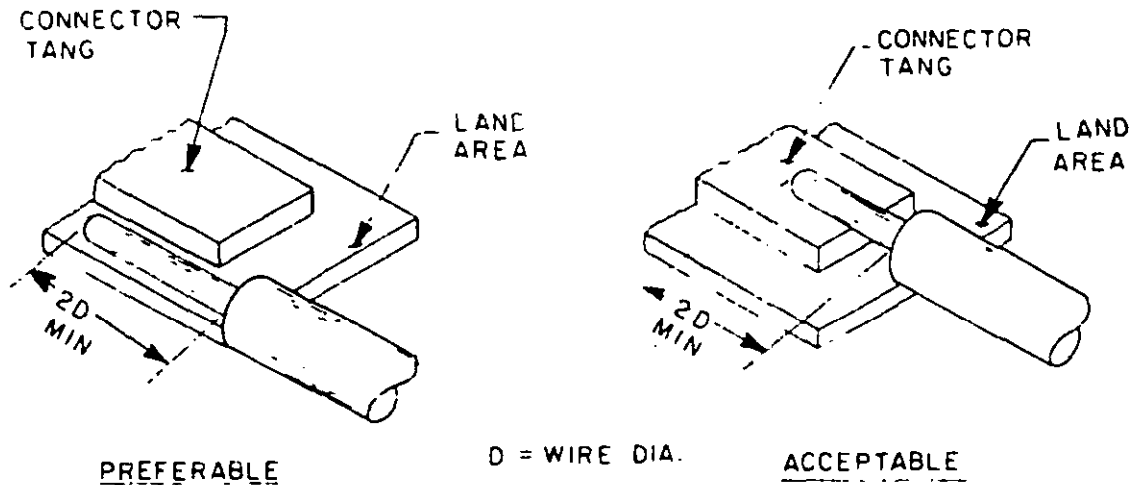 CONNECTOR
TANG
LAND
AREA
2D
MIN
PREFERABLE
D = WIRE DIA.
CONNECTOR
TANG
LAND
AREA
2D
MIN
ACCEPTABLE